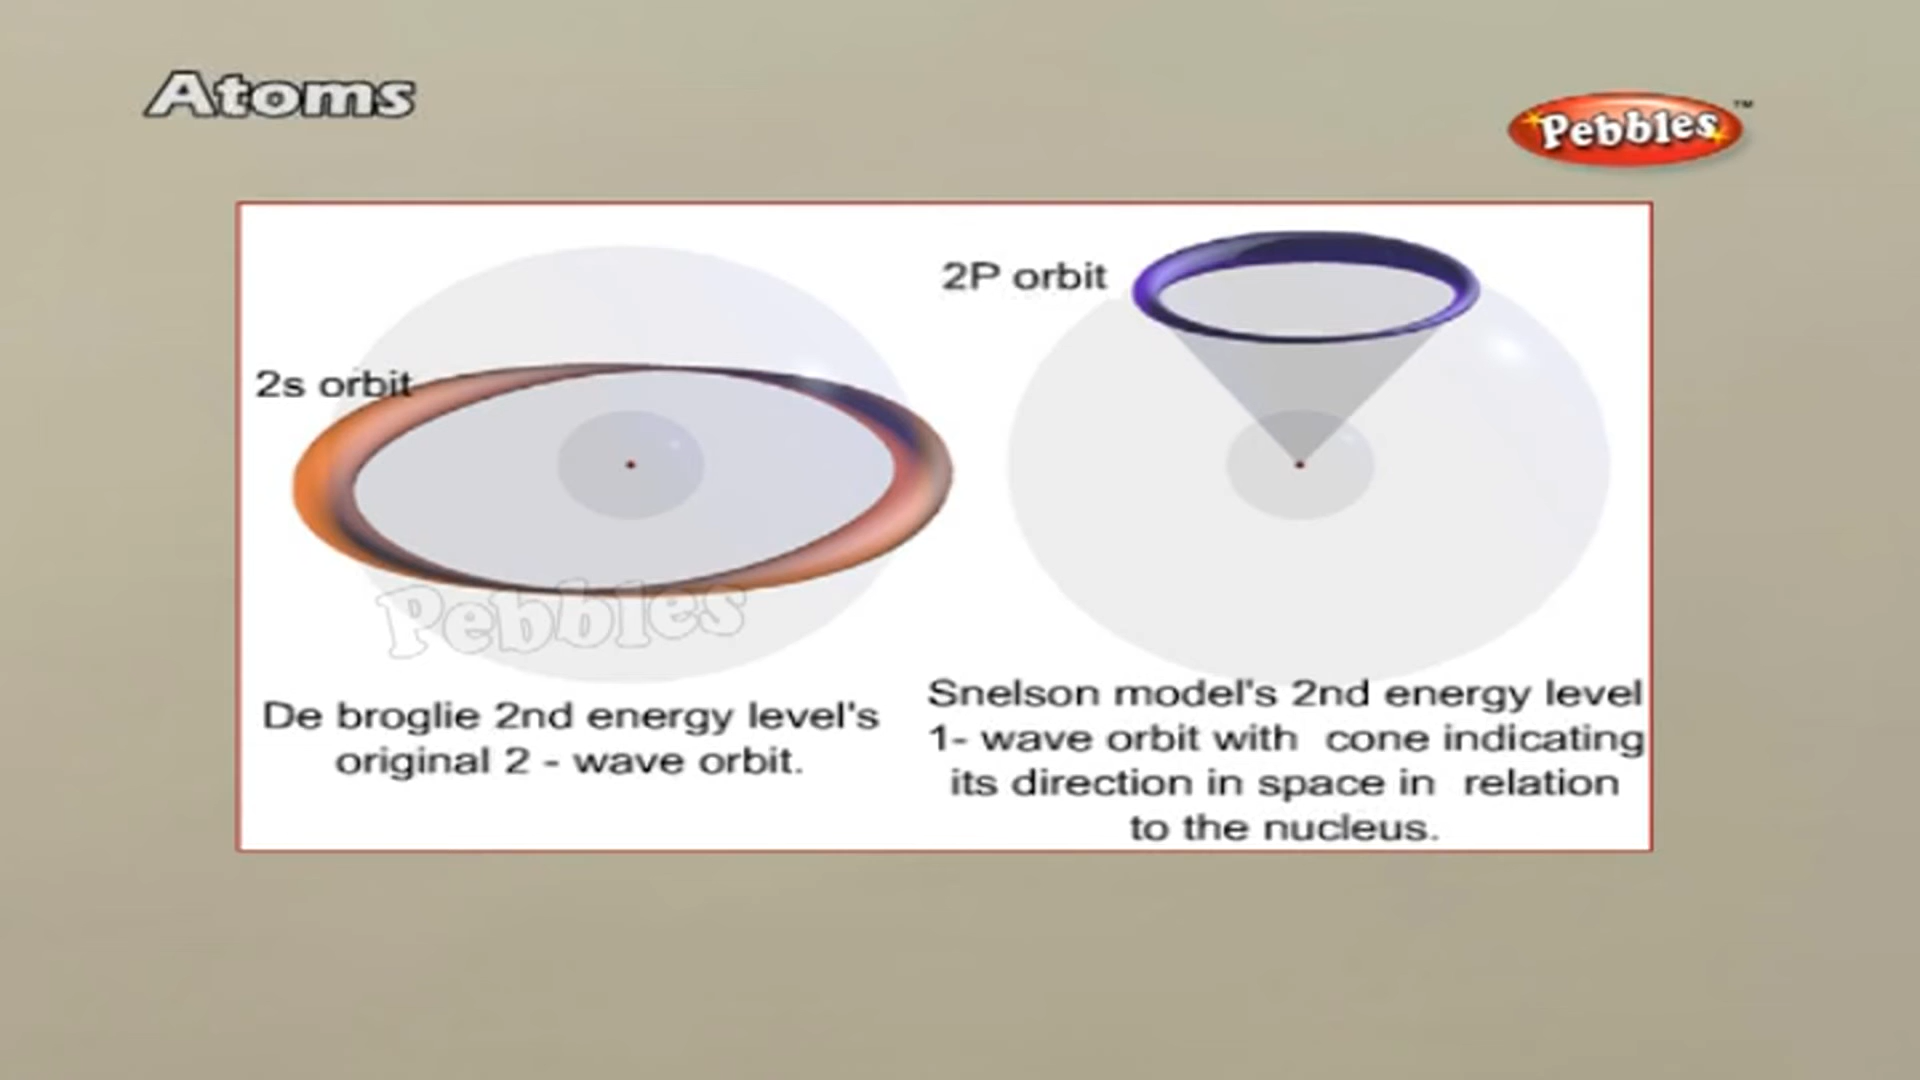 Atoms
Pebbles™
2s orbit
Pebbles
De broglie 2nd energy level's
original 2 - wave orbit.
2P orbit
Snelson model's 2nd energy level
1- wave orbit with cone indicating
its direction in space in relation
to the nucleus.